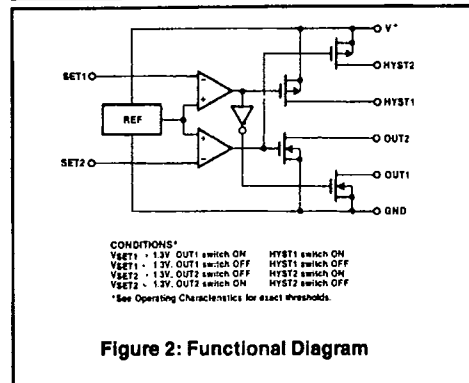 V+
HYST2
SET1
HYST1
REF
OUT2
SET2
OUT1
GND
CONDITIONS*
VSET1 1.3V, OUT1 switch ON HYST1 switch ON
VSET1 1.3V, OUT1 switch OFF HYST1 switch OFF
VSET2 1.3V, OUT2 switch OFF HYST2 switch ON
VSET2 1.3V, OUT2 switch ON HYST2 switch OFF
*See Operating Characteristics for exact thresholds.
Figure 2: Functional Diagram